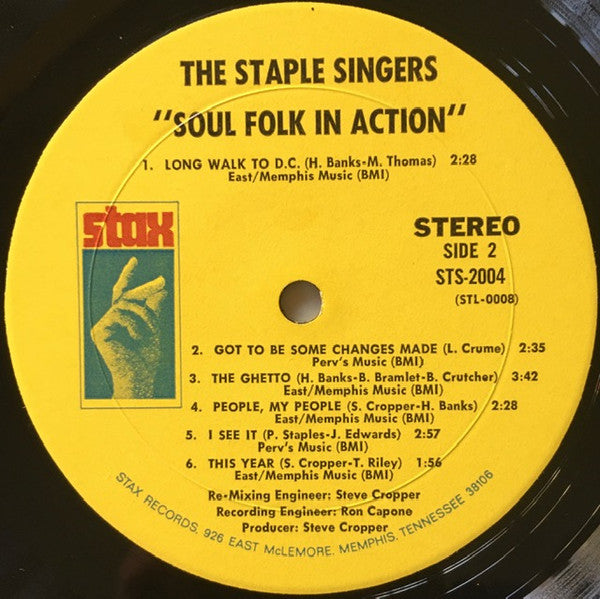 THE STAPLE SINGERS
"SOUL FOLK IN ACTION"
1. LONG WALK TO D.C. (H. Banks-M. Thomas) 2:28
East/Memphis Music (BMI)
stax
STEREO
SIDE 2
STS-2004
(STL-0008)
2. GOT TO BE SOME CHANGES MADE (L. Crume) 2:35
Perv's Music (BMI)
3. THE GHETTO (H. Banks-B. Bramlet-B. Crutcher) 3:42
East/Memphis Music (BMI)
4. PEOPLE, MY PEOPLE (S. Cropper-H. Banks) 2:28
East/Memphis Music (BMI)
5. I SEE IT (P. Staples-J. Edwards) 2:57
Perv's Music (BMI)
6. THIS YEAR (S. Cropper-T. Riley) 1:56
East/Memphis Music (BMI)
Re-Mixing Engineer: Steve Cropper
Recording Engineer: Ron Capone
Producer: Steve Cropper
STAX RECORDS, 926 EAST McLEMORE, MEMPHIS, TENNESSEE 38106